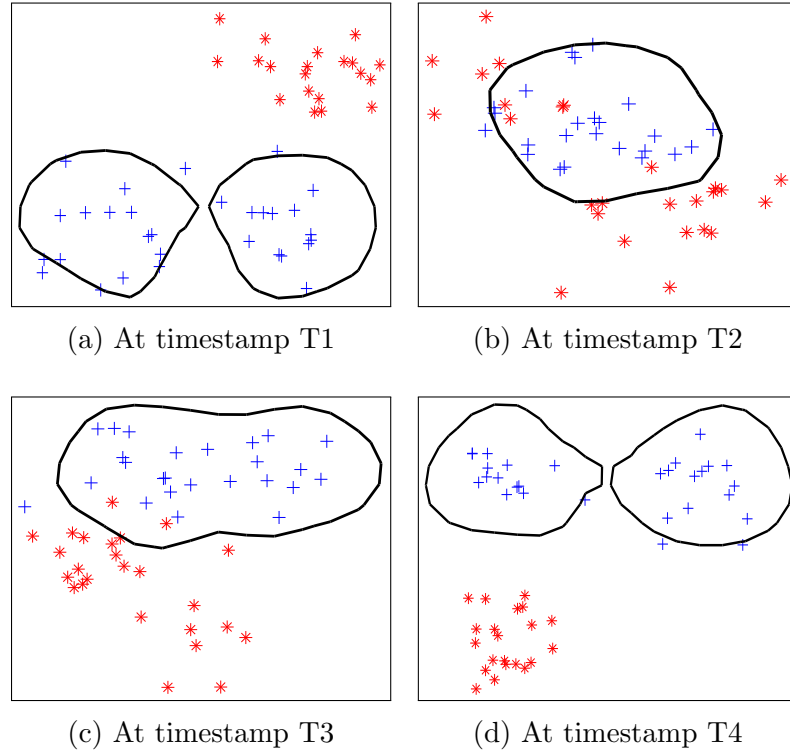 (a) At timestamp T1
(b) At timestamp T2
(c) At timestamp T3
(d) At timestamp T4